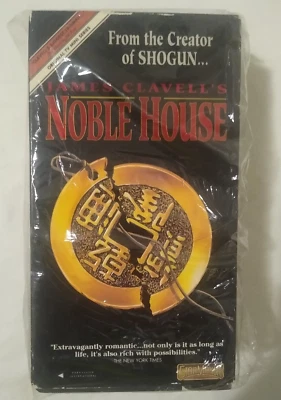 From the Creator
of SHOGUN...
JAMES CLAVELL'S
NOBLE HOUSE
"Extravagantly romantic...not only is it as long as
life, it's also rich with possibilities."
THE NEW YORK TIMES